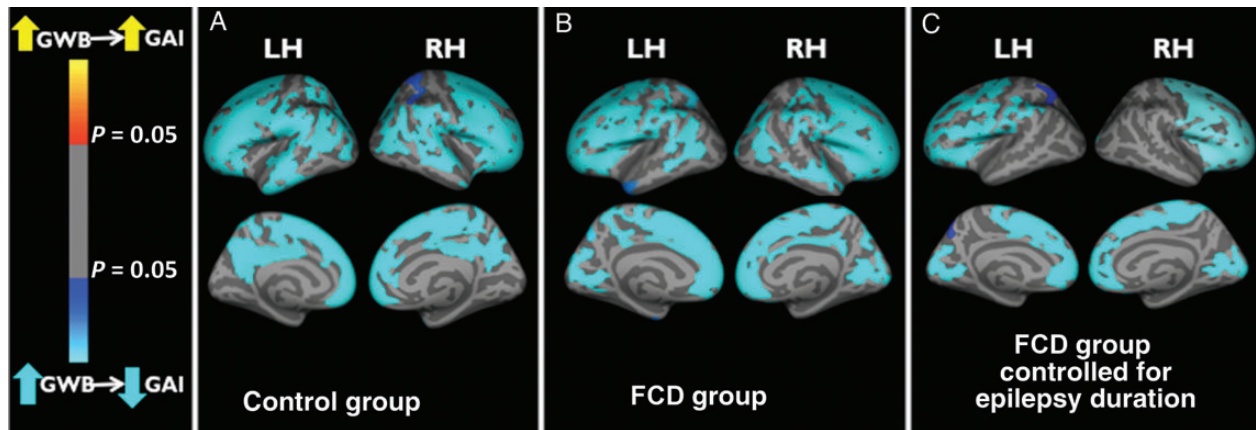 GWB→ GAI
P = 0.05
P = 0.05
GWB→ GAI
A
LH RH
Control group
B
LH RH
FCD group
C
LH RH
FCD group
controlled for
epilepsy duration